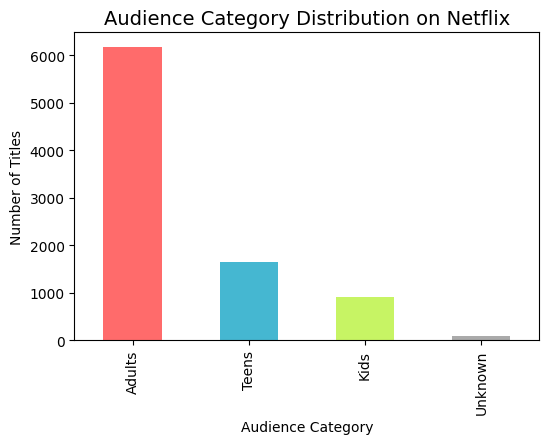 Audience Category Distribution on Netflix
Number of Titles
6000
5000
4000
3000
2000
1000
0
Adults
Teens
Kids
Unknown
Audience Category